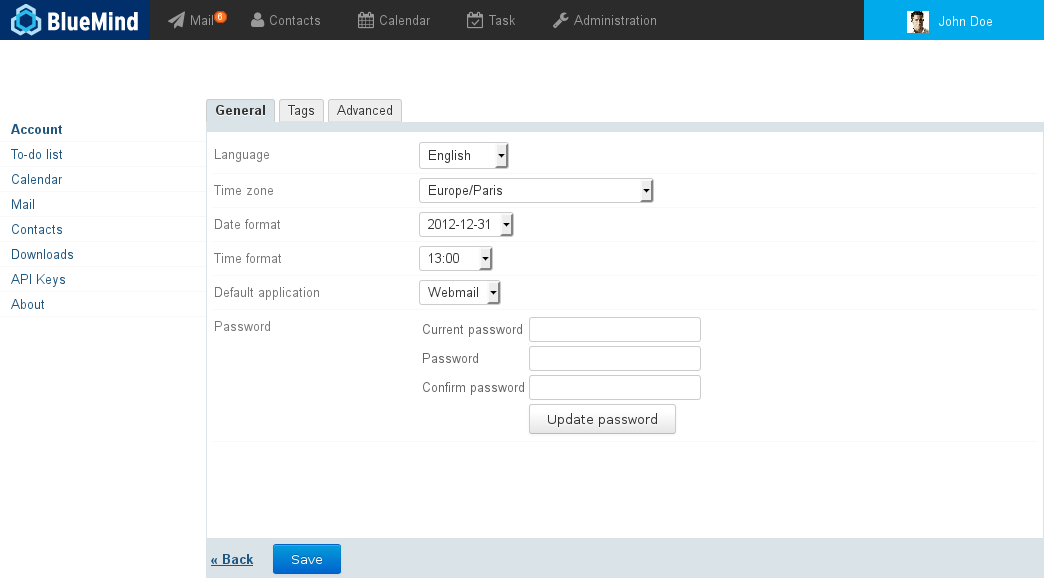 BlueMind Mail 6 Contacts Calendar Task Administration John Doe
General Tags Advanced
Account
To-do list
Calendar
Mail
Contacts
Downloads
API Keys
About
Language English
Time zone Europe/Paris
Date format 2012-12-31
Time format 13:00
Default application Webmail
Password Current password
Password
Confirm password
Update password
« Back Save